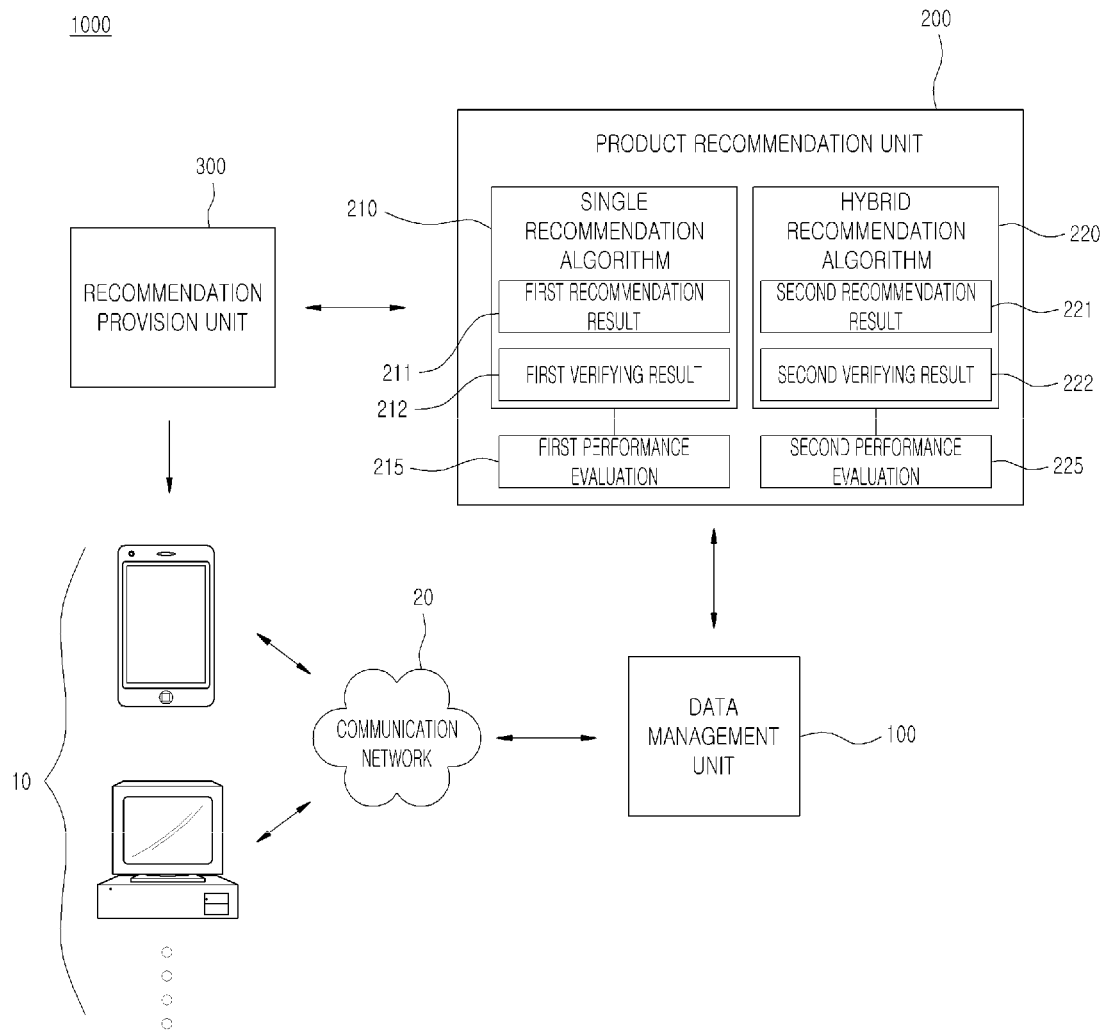 1000
200
PRODUCT RECOMMENDATION UNIT
300
RECOMMENDATION
PROVISION UNIT
210
SINGLE
RECOMMENDATION
ALGORITHM
FIRST RECOMMENDATION
RESULT
211
FIRST VERIFYING RESULT
212
FIRST PERFORMANCE
EVALUATION
215
HYBRID
RECOMMENDATION
ALGORITHM
220
SECOND RECOMMENDATION
RESULT
221
SECOND VERIFYING RESULT
222
SECOND PERFORMANCE
EVALUATION
225
20
COMMUNICATION
NETWORK
DATA
MANAGEMENT
UNIT
100
10